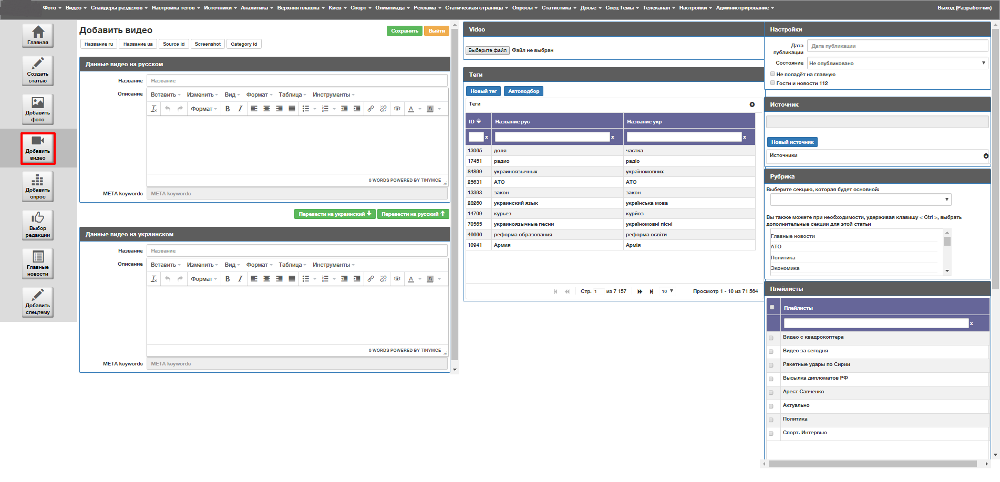 Фото Видео Слайдеры разделов Настройка тегов Источники Аналитика Верхняя плашка Киев Спорт Олимпиада Реклама Статическая страница Опросы Статистика Досье Спец Темы Телеканал Настройки Администрирование Выход (Разработчик)
Главная
Создать
статью
Добавить
фото
Добавить
видео
Добавить
опрос
Выбор
редакции
Главные
новости
Добавить
спецтему
Добавить видео
Сохранить Выйти
Название ru Название ua Source Id Screenshot Category Id
Данные видео на русском
Название Название
Описание Вставить Изменить Вид Формат Таблица Инструменты
Формат B I A A
0 WORDS POWERED BY TINYMCE
META keywords META keywords
Перевести на украинский Перевести на русский
Данные видео на украинском
Название Название
Описание Вставить Изменить Вид Формат Таблица Инструменты
Формат B I A A
0 WORDS POWERED BY TINYMCE
META keywords META keywords
Video
Выберите файл Файл не выбран
Теги
Новый тег Автоподбор
Теги
ID Название рус Название укр
x x x
13065 доля частка
17451 радио радіо
84899 украиноязычных україномовних
25631 АТО АТО
13393 закон закон
28260 украинский язык українська мова
14709 курьез курйоз
70565 украиноязычные песни україномовні пісні
46666 реформа образования реформа освіти
10941 Армия Армія
Стр. 1 из 7 157 10 Просмотр 1 - 10 из 71 564
Настройки
Дата
публикации Дата публикации
Состояние Не опубликовано
Не попадёт на главную
Гости и новости 112
Источник
Новый источник
Источники
Рубрика
Выберите секцию, которая будет основной:
Вы также можете при необходимости, удерживая клавишу < Ctrl >, выбрать
дополнительные секции для этой статьи
Главные новости
АТО
Политика
Экономика
Плейлисты
Плейлисты
x
Видео с квадрокоптера
Видео за сегодня
Ракетные удары по Сирии
Высылка дипломатов РФ
Арест Савченко
Актуально
Политика
Спорт. Интервью